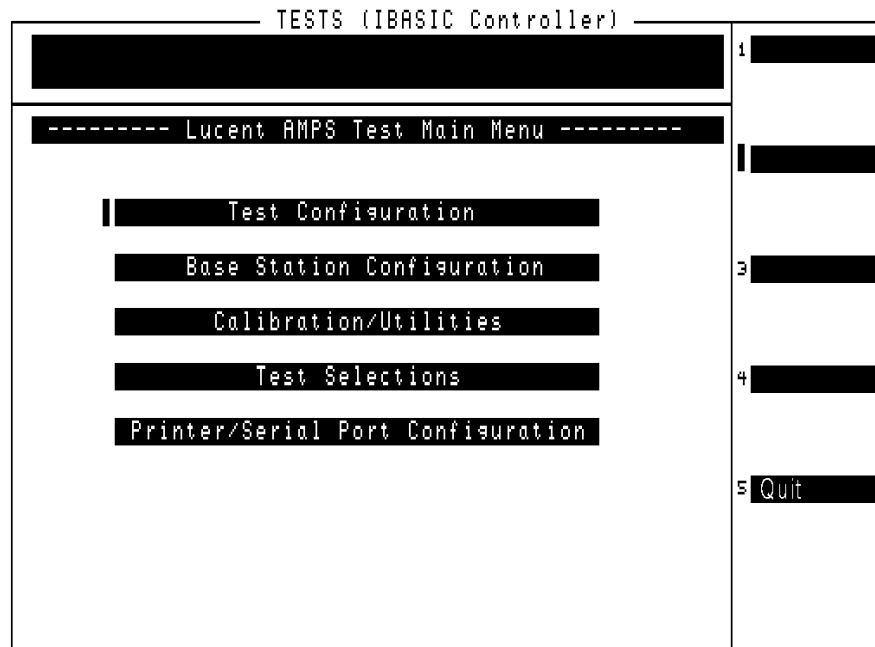 TESTS (IBASIC Controller)
1
--------- Lucent AMPS Test Main Menu ---------
Test Configuration
Base Station Configuration
3
Calibration/Utilities
Test Selections
4
Printer/Serial Port Configuration
5 Quit